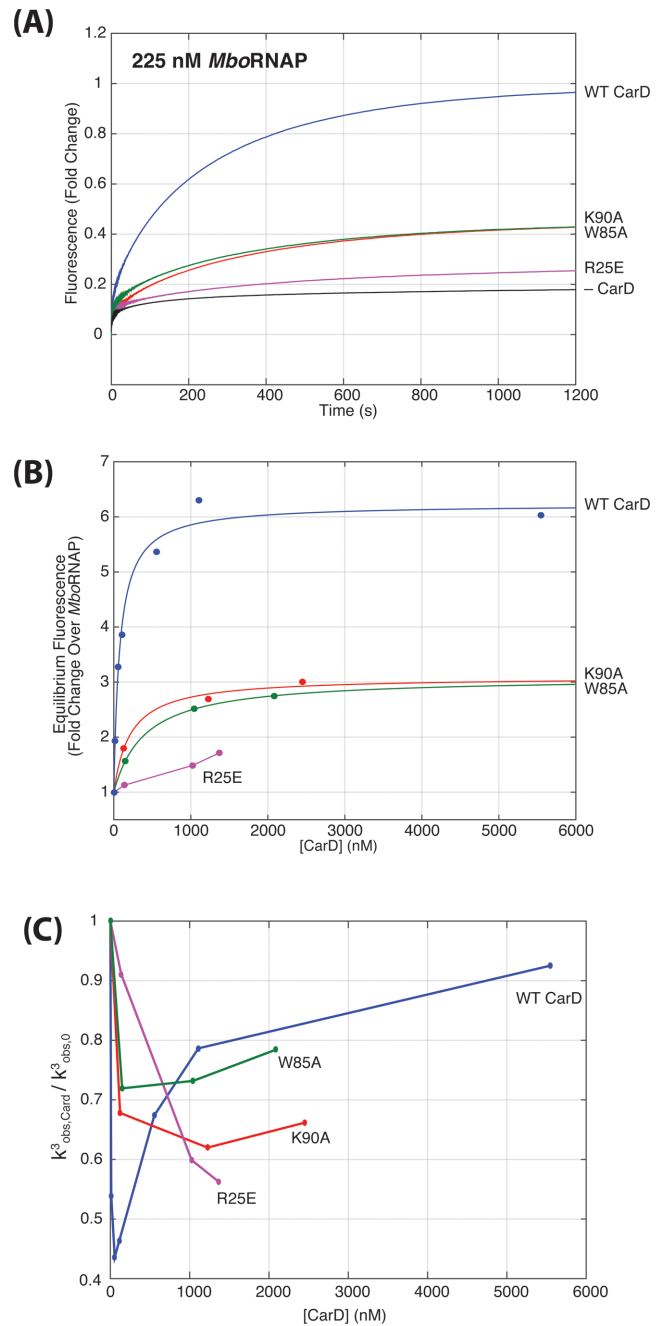 (A)
1.2
1
0.8
0.6
0.4
0.2
0
Fluorescence (Fold Change)
225 nM MboRNAP
WT CarD
K90A
W85A
R25E
– CarD
0 200 400 600 800 1000 1200
Time (s)
(B)
7
6
5
4
3
2
1
Equilibrium Fluorescence
(Fold Change Over MboRNAP)
WT CarD
K90A
W85A
R25E
0 1000 2000 3000 4000 5000 6000
[CarD] (nM)
(C)
1
0.9
0.8
0.7
0.6
0.5
0.4
k³obs,Card / k³obs,0
WT CarD
W85A
K90A
R25E
0 1000 2000 3000 4000 5000 6000
[CarD] (nM)